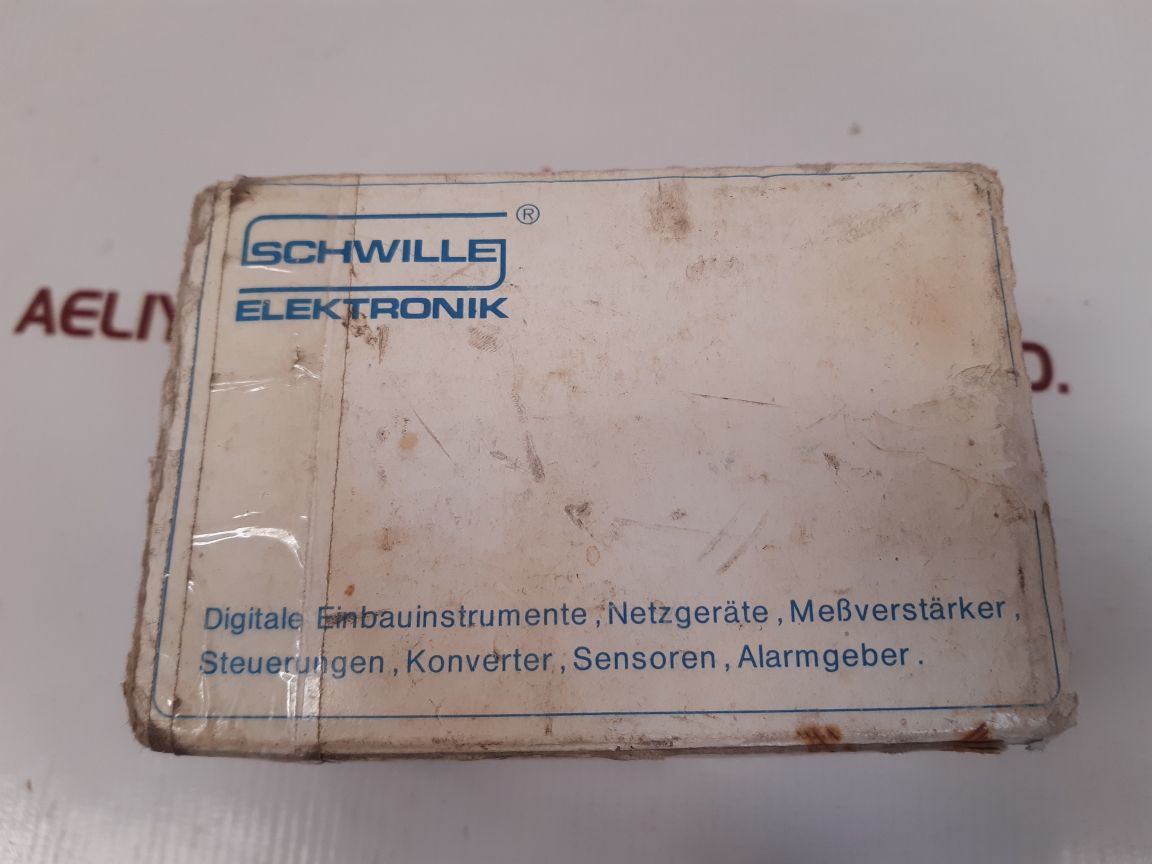 SCHWILLE ®
ELEKTRONIK
Digitale Einbauinstrumente , Netzgeräte , Meßverstärker ,
Steuerungen , Konverter , Sensoren , Alarmgeber .